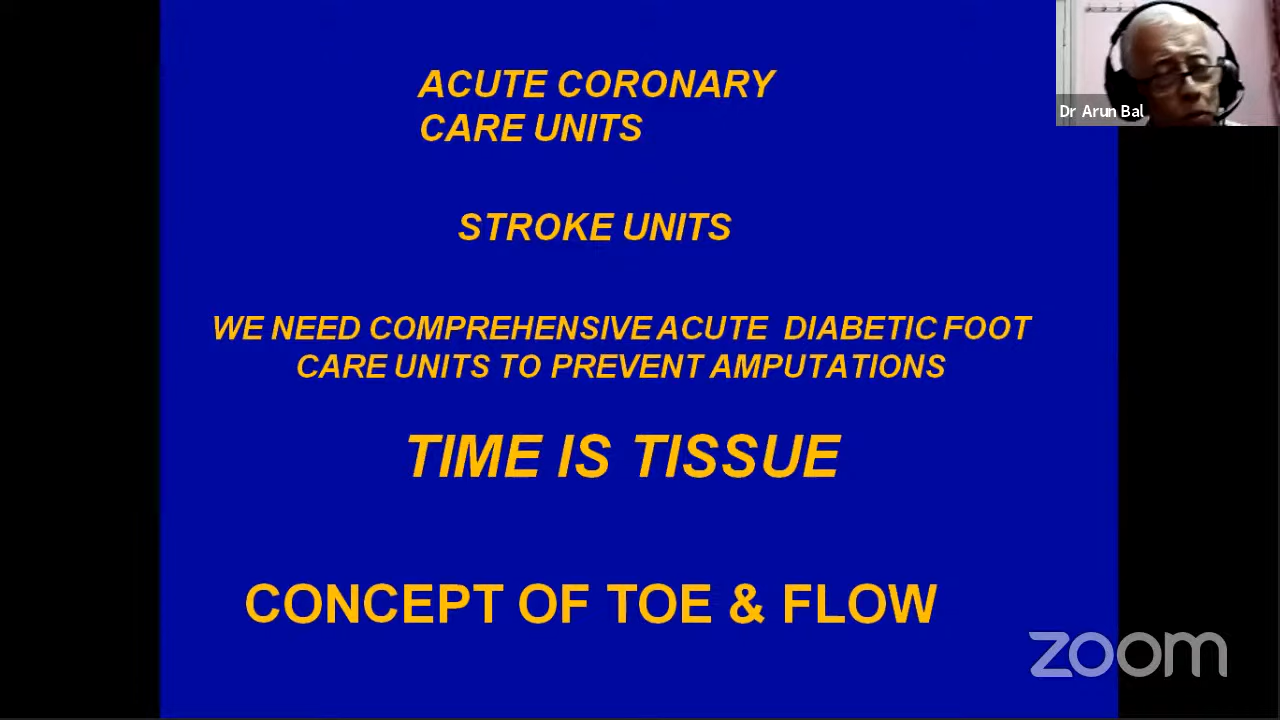 Dr Arun Bal
ACUTE CORONARY
CARE UNITS
STROKE UNITS
WE NEED COMPREHENSIVE ACUTE DIABETIC FOOT
CARE UNITS TO PREVENT AMPUTATIONS
TIME IS TISSUE
CONCEPT OF TOE & FLOW
zoom